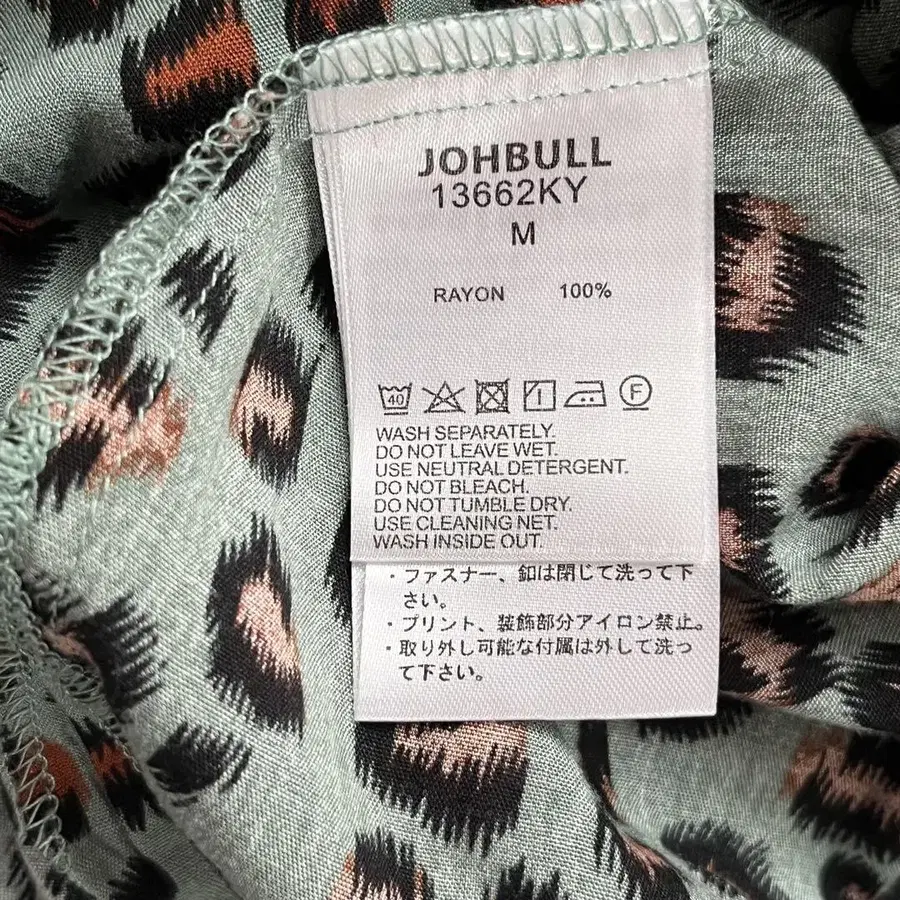 JOHBULL
13662KY
M
RAYON 100%
40 F
WASH SEPARATELY.
DO NOT LEAVE WET.
USE NEUTRAL DETERGENT.
DO NOT BLEACH.
DO NOT TUMBLE DRY.
USE CLEANING NET.
WASH INSIDE OUT.
・ファスナー、釦は閉じて洗って下
さい。
・プリント、装飾部分アイロン禁止。
・取り外し可能な付属は外して洗っ
て下さい。